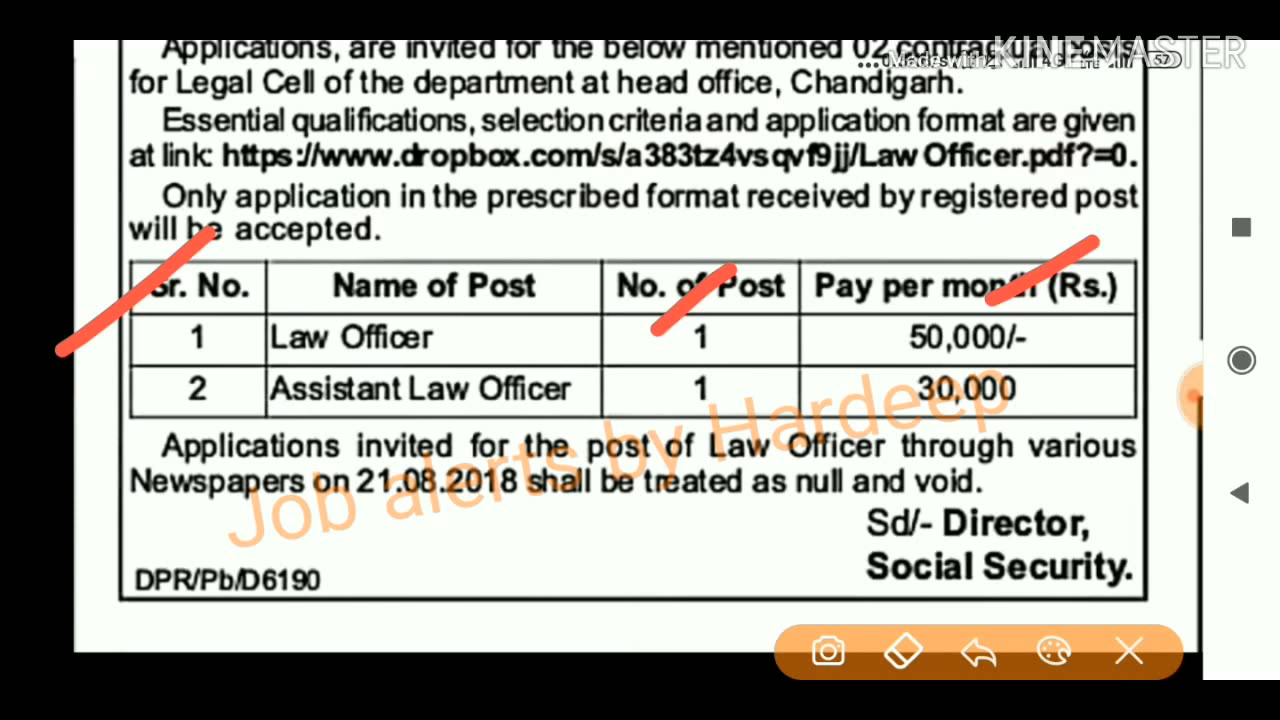 Applications, are invited for the below mentioned 02
KINEMASTER
for Legal Cell of the department at head office, Chandigarh.
Essential qualifications, selection criteria and application format are given
at link: https://www.dropbox.com/s/a383tz4vsqvf9jj/Law Officer.pdf?=0.
Only application in the prescribed format received by registered post
will be accepted.
Sr. No. Name of Post No. of Post Pay per month (Rs.)
1 Law Officer 1 50,000/-
2 Assistant Law Officer 1 30,000
Job alerts by Hardeep
Applications invited for the post of Law Officer through various
Newspapers on 21.08.2018 shall be treated as null and void.
Sd/- Director,
Social Security.
DPR/Pb/D6190